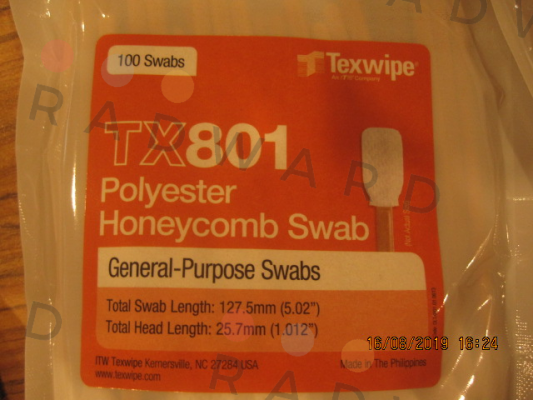 100 Swabs
Texwipe
An ITW Company
TX801
Polyester
Honeycomb Swab
General-Purpose Swabs
Total Swab Length: 127.5mm (5.02")
Total Head Length: 25.7mm (1.012")
ITW Texwipe Kernersville, NC 27284 USA
www.texwipe.com
Made in The Philippines
16/08/2019 16:24
RADWARD